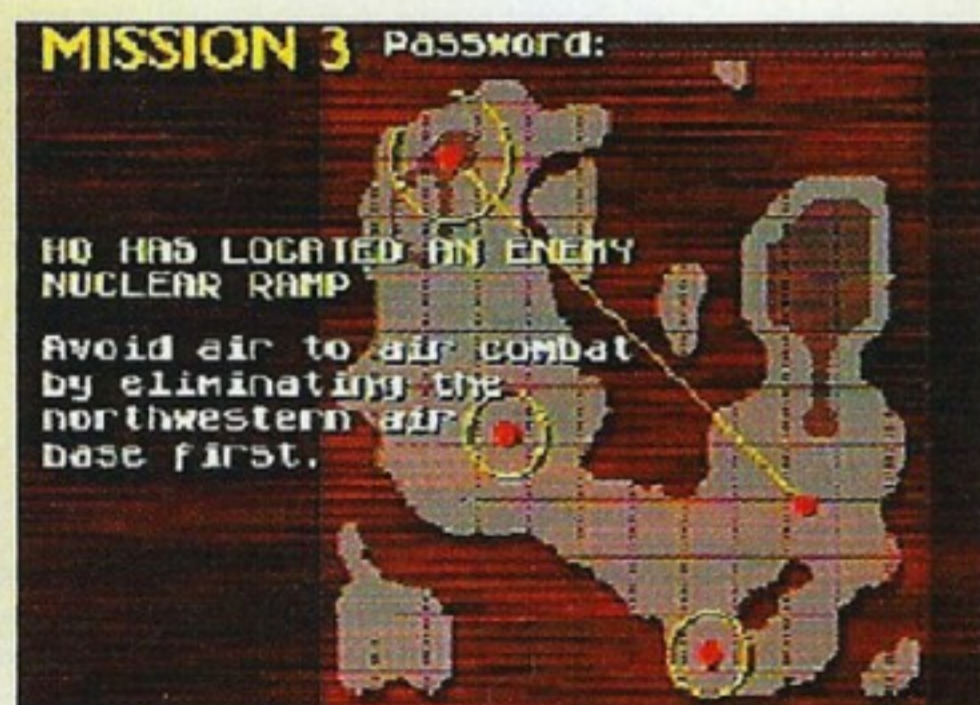 MISSION 3 Password:
HQ HAS LOCATED AN ENEMY
NUCLEAR RAMP
Avoid air to air combat
by eliminating the
northwestern air
base first.